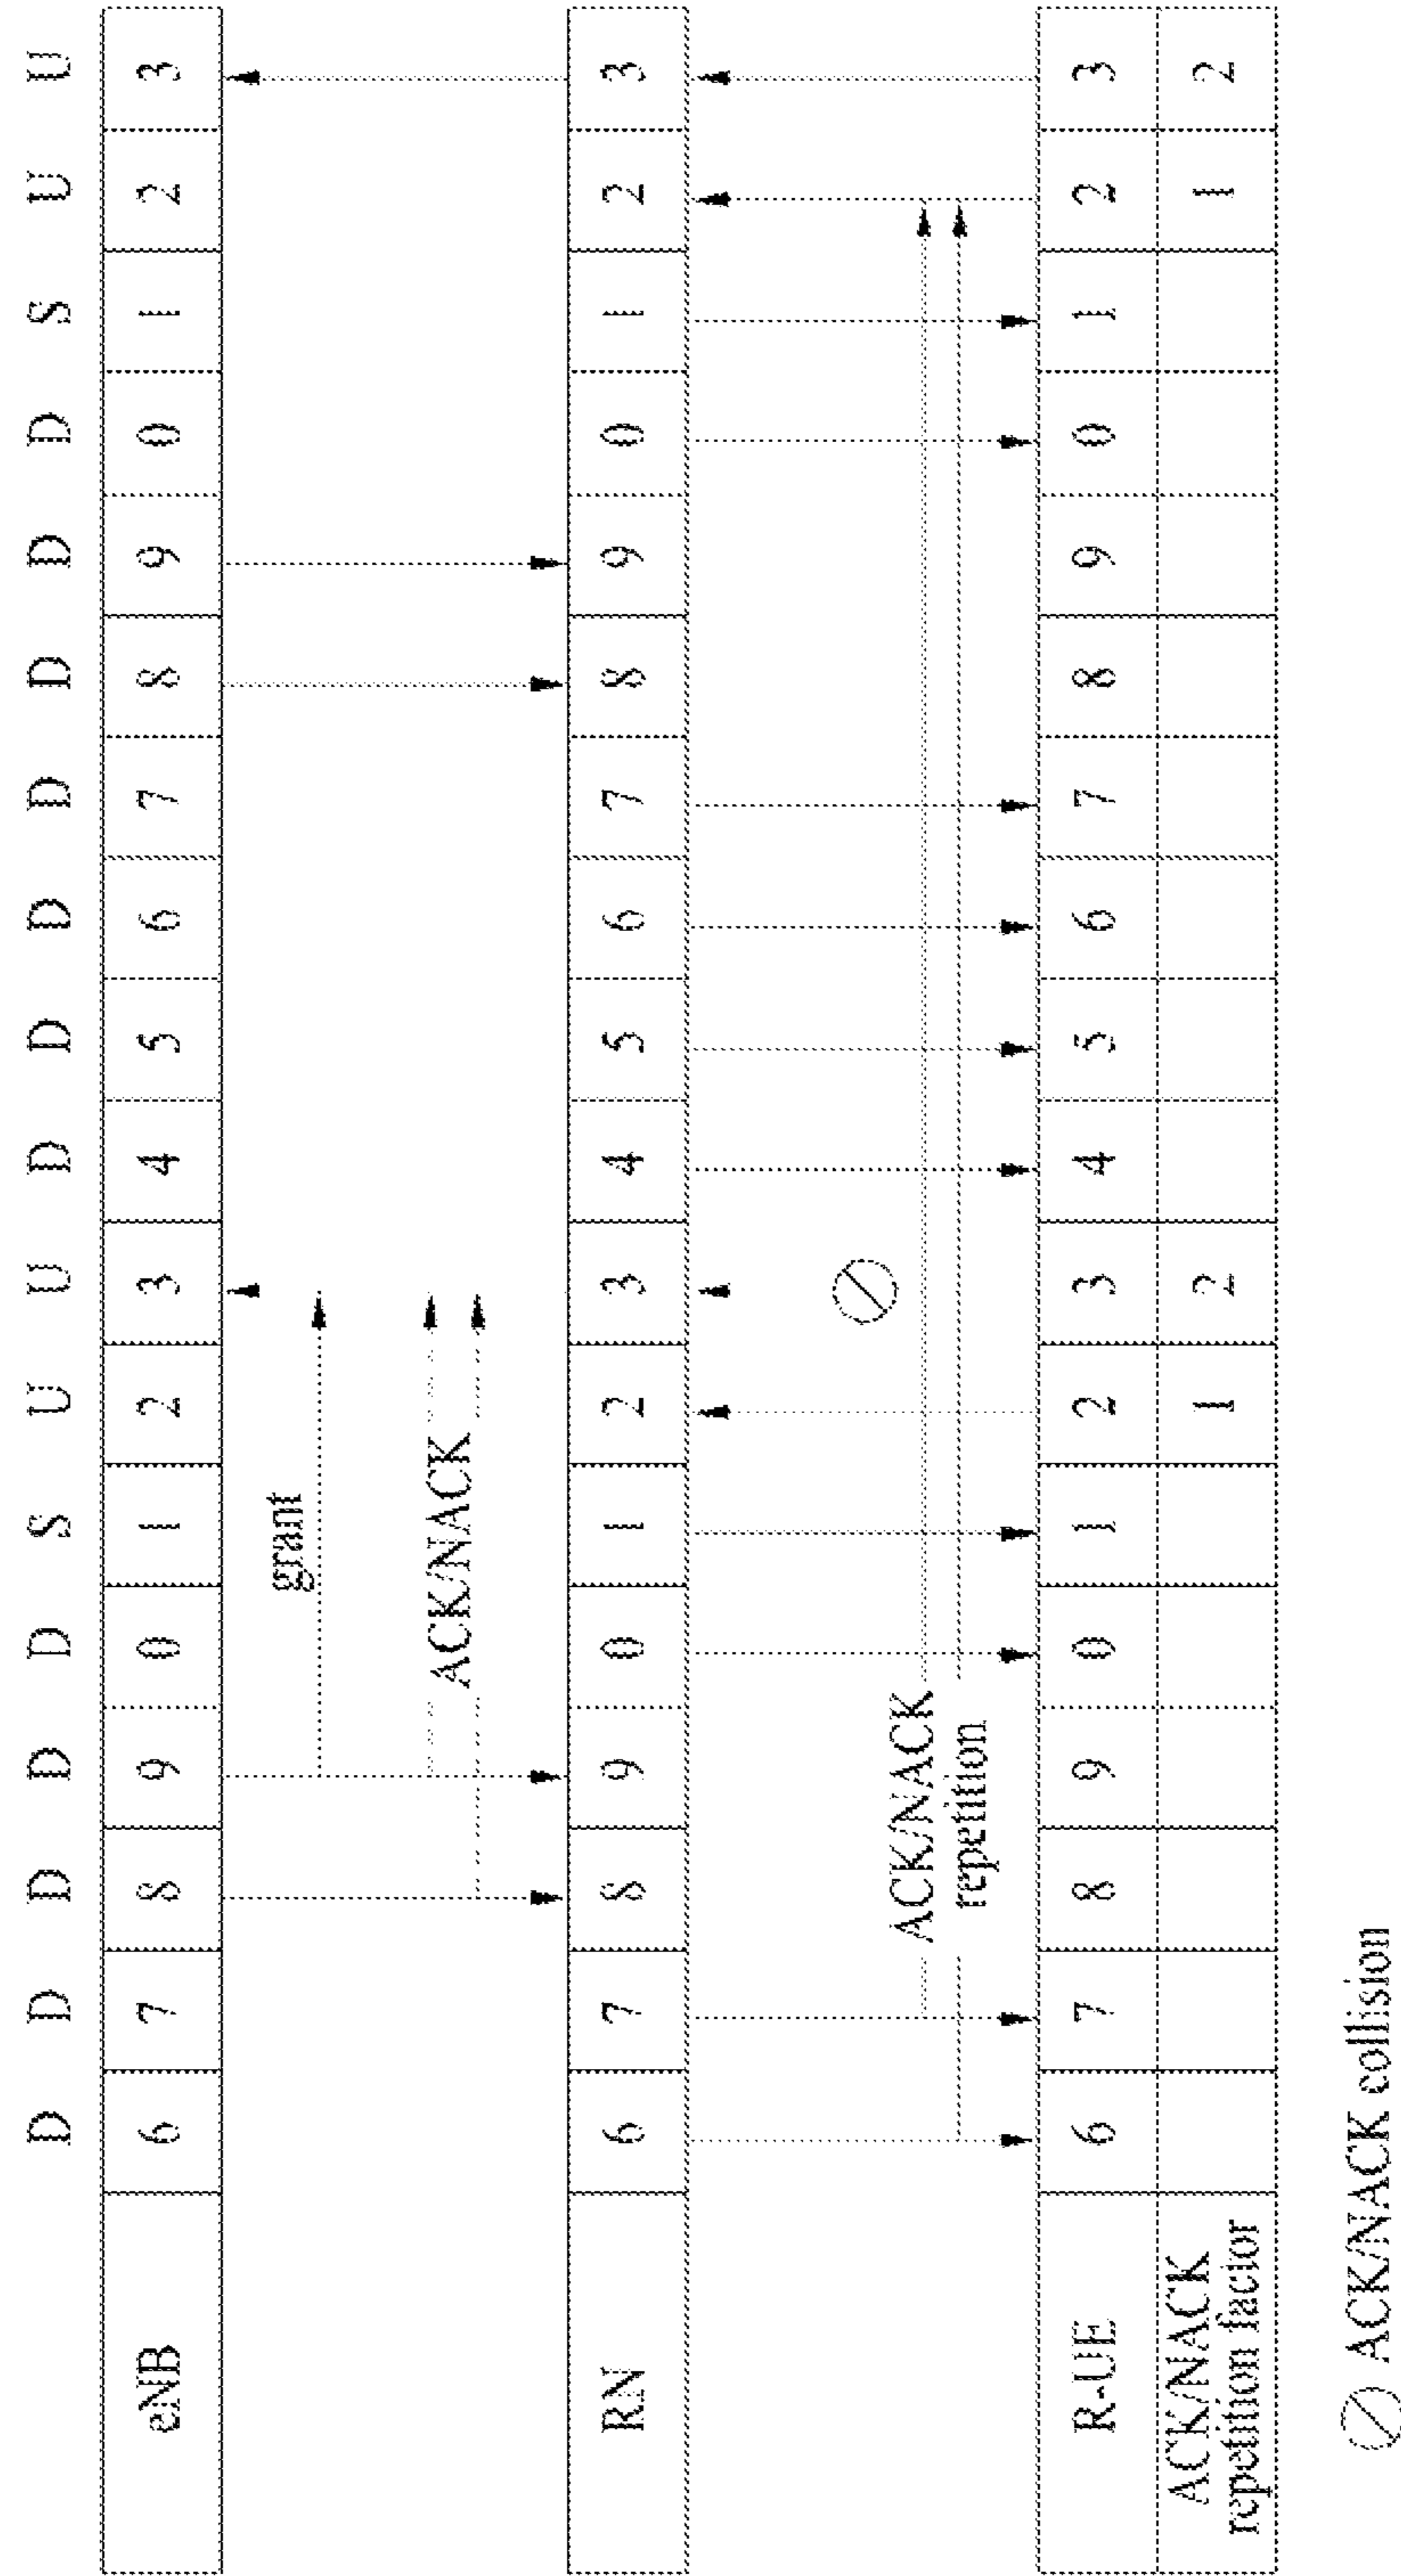 D D D D D S U U D D D D D D D S U U
eNB 6 7 8 9 0 1 2 3 4 5 6 7 8 9 0 1 2 3
grant
ACK/NACK
RN 6 7 8 9 0 1 2 3 4 5 6 7 8 9 0 1 2 3
ACK/NACK
repetition
R-UE 6 7 8 9 0 1 2 3 4 5 6 7 8 9 0 1 2 3
ACK/NACK
repetition factor 1 2 1 2
ACK/NACK collision